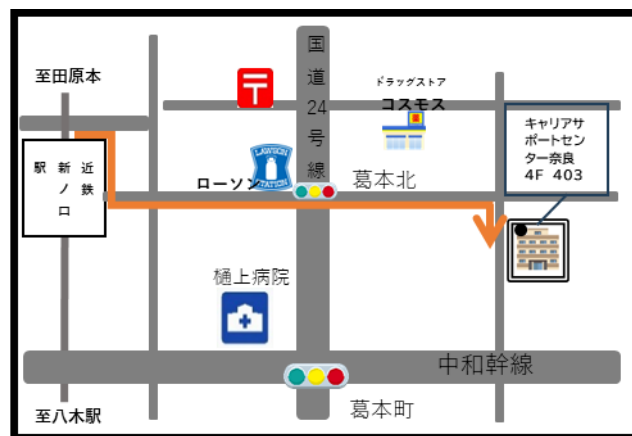 至田原本
国道24号線
ドラッグストア
コスモス
キャリアサ
ポートセン
ター奈良
4F 403
近鉄
新ノ口
駅
LAWSON
STATION
ローソン
葛本北
樋上病院
中和幹線
葛本町
至八木駅